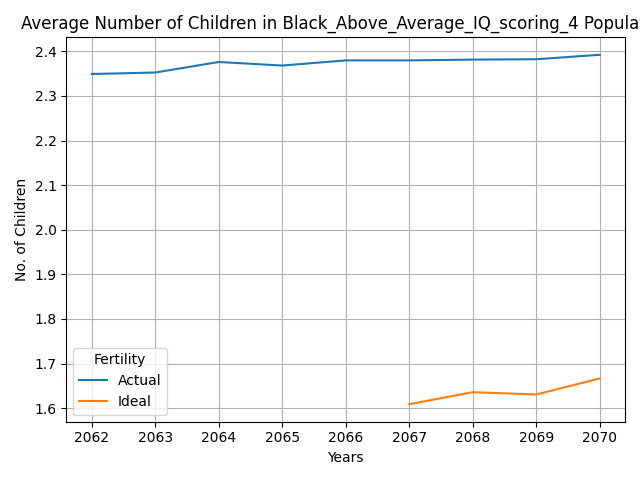 Average Number of Children in Black_Above_Average_IQ_scoring_4 Popula
2.4
2.3
2.2
2.1
2.0
1.9
1.8
1.7
1.6
No. of Children
Fertility
Actual
Ideal
2062 2063 2064 2065 2066 2067 2068 2069 2070
Years